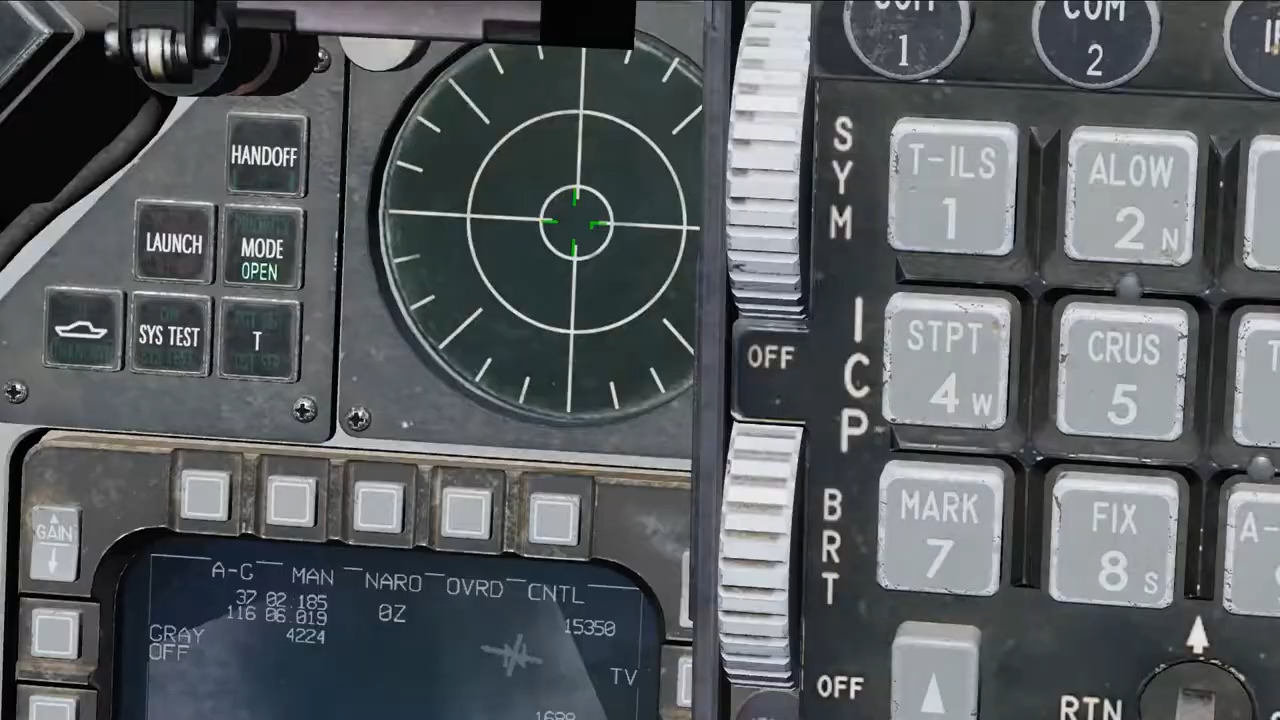 HANDOFF
LAUNCH
MODE
OPEN
SYS TEST
T
GAIN
A-G MAN NARO OVRD CNTL
37 02.185
116 06.019
0Z
4224
15350
GRAY
OFF
TV
COM
1
COM
2
SYM
T-ILS
1
ALOW
2 N
OFF
ICP
STPT
4 W
CRUS
5
T
BRT
MARK
7
FIX
8 S
A-
OFF
RTN